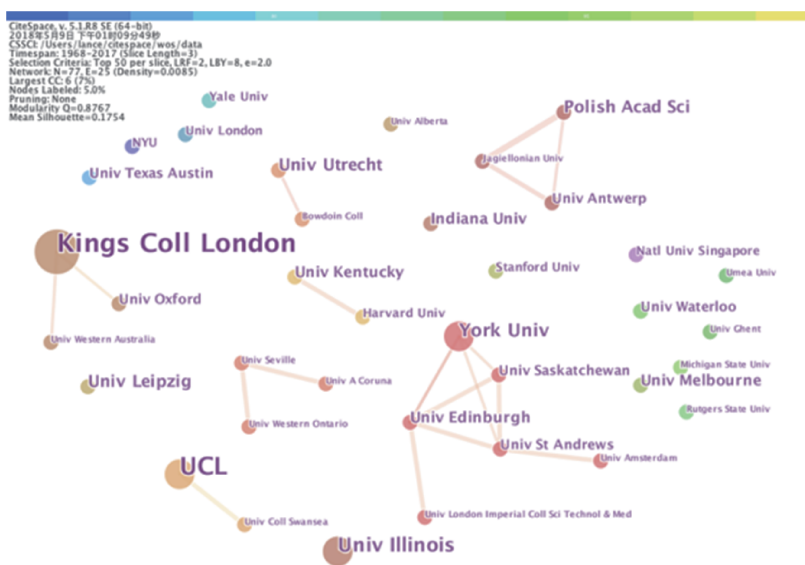 CiteSpace, v. 5.1.R8 SE (64-bit)
2018年5月9日 下午01时09分49秒
CSSCI: /Users/lance/citespace/wos/data
Timespan: 1968-2017 (Slice Length=3)
Selection Criteria: Top 50 per slice, LRF=2, LBY=8, e=2.0
Network: N=77, E=25 (Density=0.0085)
Largest CC: 6 (7%)
Nodes Labeled: 5.0%
Pruning: None
Modularity Q=0.8767
Mean Silhouette=0.1754
Yale Univ
Polish Acad Sci
Univ Alberta
Univ London
NYU
Jagiellonian Univ
Univ Utrecht
Univ Texas Austin
Univ Antwerp
Bowdoin Coll
Indiana Univ
Kings Coll London
Natl Univ Singapore
Stanford Univ
Umea Univ
Univ Kentucky
Univ Oxford
Univ Waterloo
Harvard Univ
Univ Ghent
York Univ
Univ Western Australia
Univ Seville
Michigan State Univ
Univ Saskatchewan
Univ Leipzig
Univ A Coruna
Univ Melbourne
Rutgers State Univ
Univ Edinburgh
Univ Western Ontario
Univ St Andrews
Univ Amsterdam
UCL
Univ London Imperial Coll Sci Technol & Med
Univ Coll Swansea
Univ Illinois